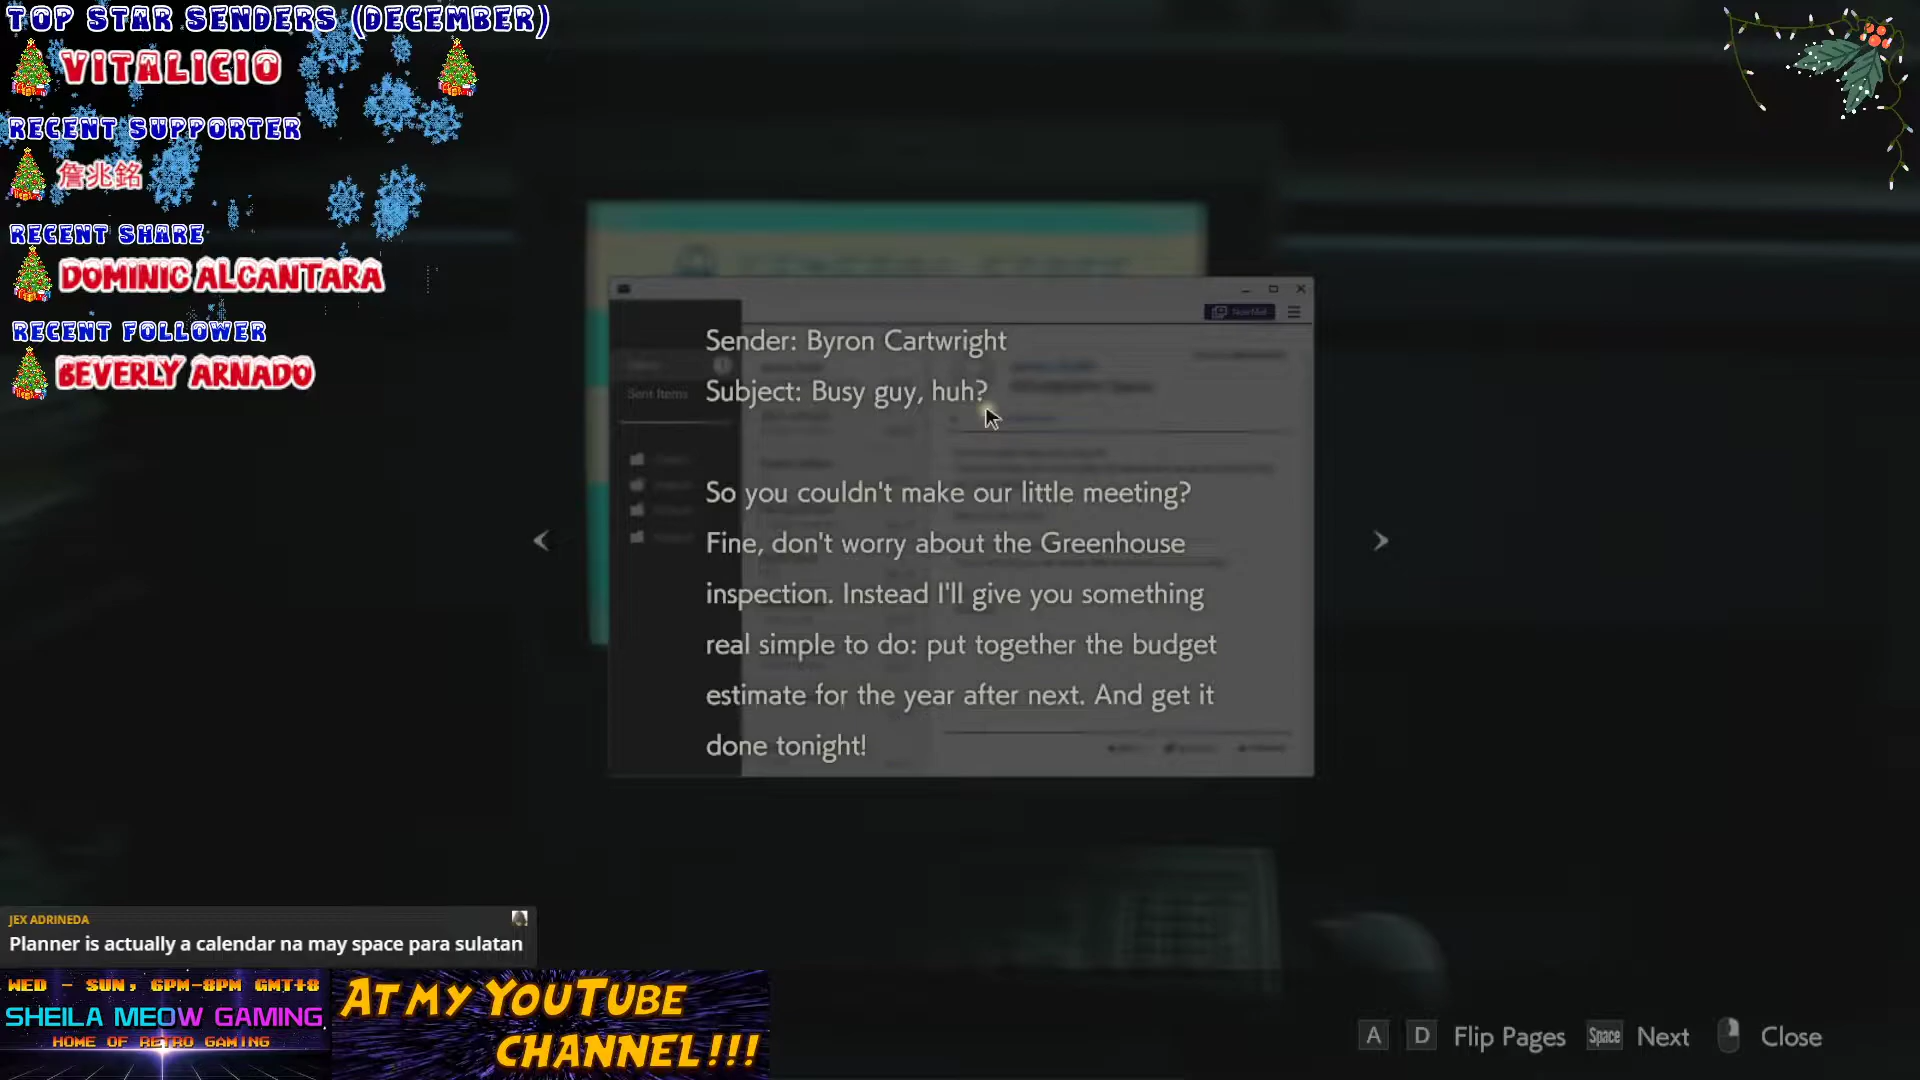 TOP STAR SENDERS (DECEMBER)
VITALICIO
RECENT SUPPORTER
詹兆銘
RECENT SHARE
DOMINIC ALCANTARA
RECENT FOLLOWER
BEVERLY ARNADO
Sent Items
Sender: Byron Cartwright
Subject: Busy guy, huh?
So you couldn't make our little meeting?
Fine, don't worry about the Greenhouse
inspection. Instead I'll give you something
real simple to do: put together the budget
estimate for the year after next. And get it
done tonight!
JEX ADRINEDA
Planner is actually a calendar na may space para sulatan
WED - SUN, 6PM-8PM GMT+8
SHEILA MEOW GAMING
HOME OF RETRO GAMING
AT MY YOUTUBE
CHANNEL!!!
A D Flip Pages Space Next Close